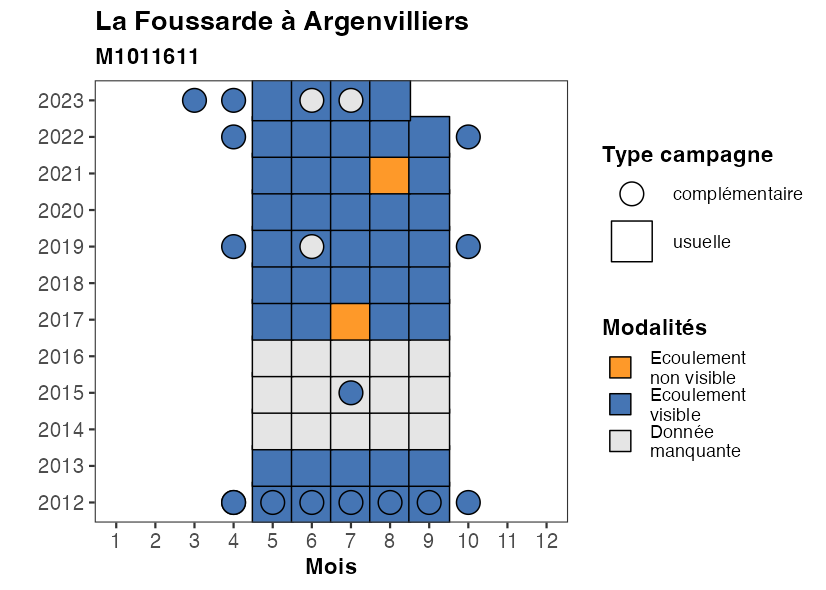 La Foussarde à Argenvilliers
M1011611
2023
2022
2021
2020
2019
2018
2017
2016
2015
2014
2013
2012
1 2 3 4 5 6 7 8 9 10 11 12
Mois
Type campagne
complémentaire
usuelle
Modalités
Ecoulement
non visible
Ecoulement
visible
Donnée
manquante